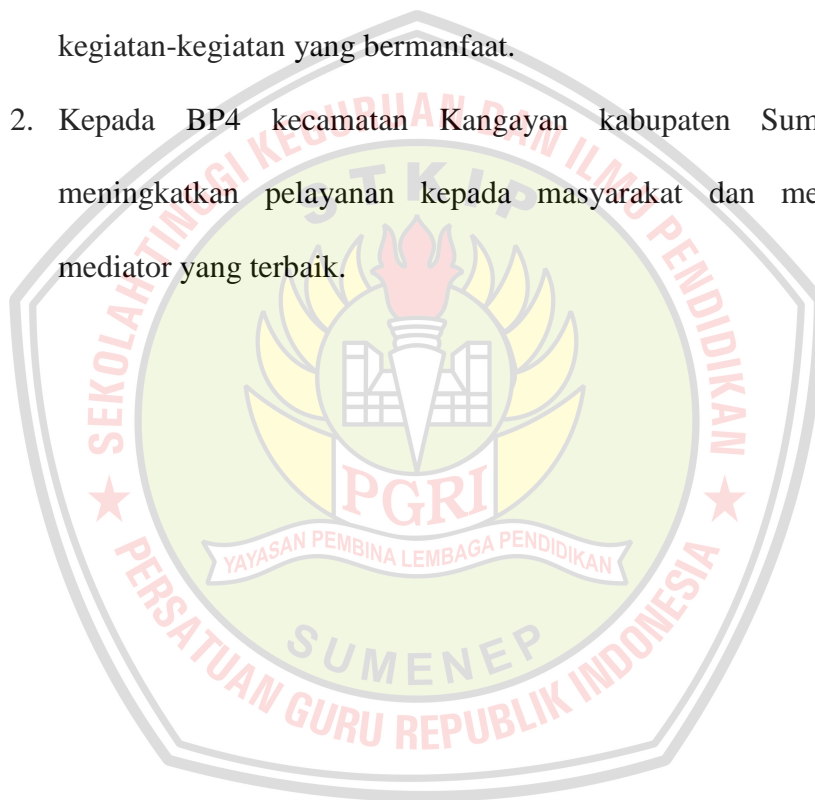 kegiatan-kegiatan yang bermanfaat.
2. Kepada BP4 kecamatan Kangayan kabupaten Sum
meningkatkan pelayanan kepada masyarakat dan me
mediator yang terbaik.
SEKOLAH TINGGI KEGURUAN DAN ILMU PENDIDIKAN
STKIP
PGRI
YAYASAN PEMBINA LEMBAGA PENDIDIKAN
SUMENEP
PERSATUAN GURU REPUBLIK INDONESIA